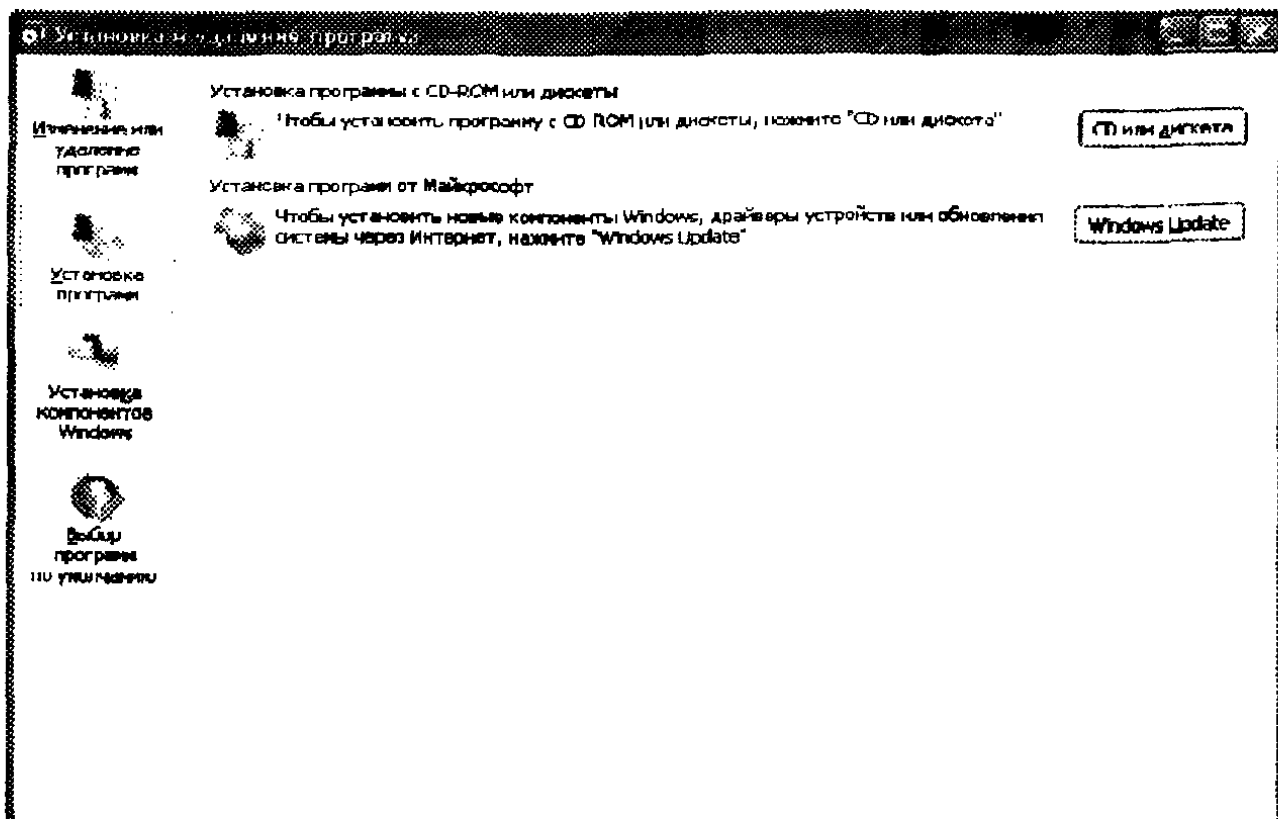 Установка и удаление программ
Изменение или
удаление
программ
Установка
программ
Установка
компонентов
Windows
Выбор
программ
по умолчанию
Установка программы с CD-ROM или дискеты
Чтобы установить программу с CD-ROM или дискеты, нажмите "CD или дискета"
CD или дискета
Установка программ от Майкрософт
Чтобы установить новые компоненты Windows, драйверы устройств или обновления
системы через Интернет, нажмите "Windows Update"
Windows Update